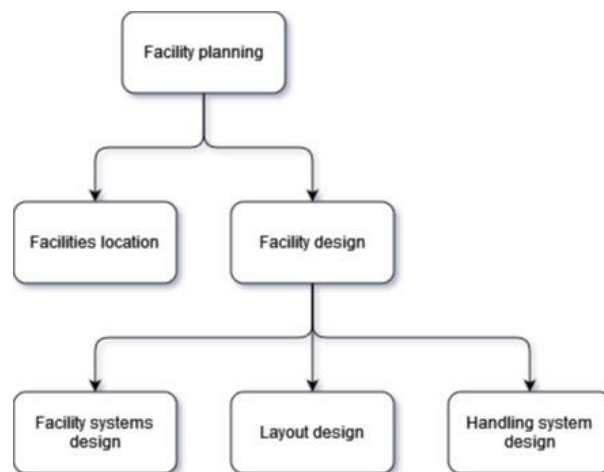 Facility planning
Facilities location
Facility design
Facility systems
design
Layout design
Handling system
design